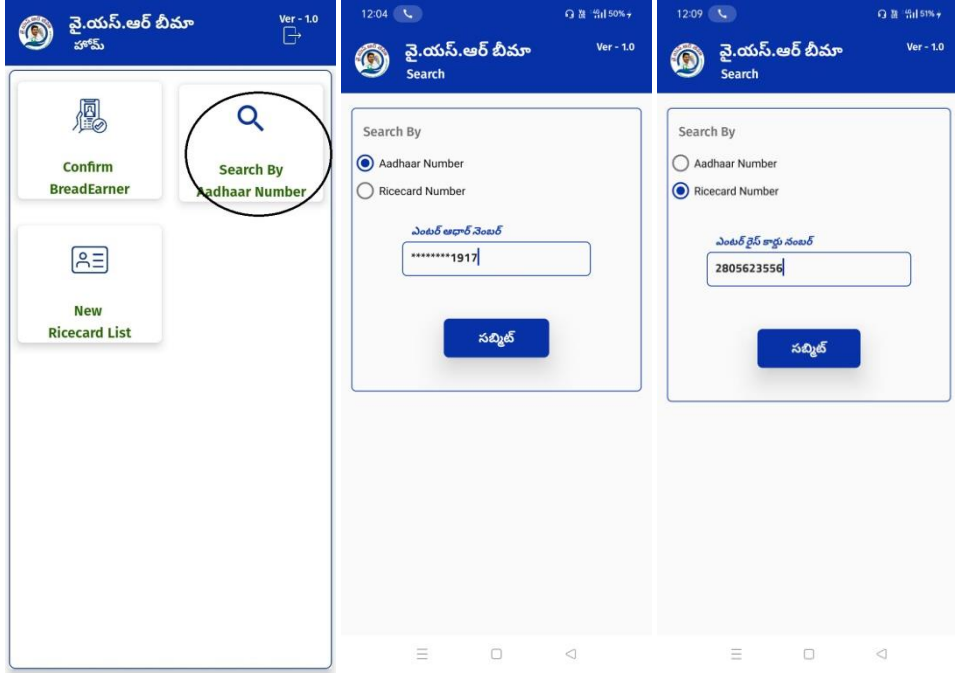 వై.యస్.ఆర్ బీమా
Ver - 1.0
హోమ్
Confirm
BreadEarner
Search By
Aadhaar Number
New
Ricecard List
12:04
50%
వై.యస్.ఆర్ బీమా
Ver - 1.0
Search
Search By
Aadhaar Number
Ricecard Number
ఎంటర్ ఆధార్ నెంబర్
********1917
సబ్మిట్
12:09
51%
వై.యస్.ఆర్ బీమా
Ver - 1.0
Search
Search By
Aadhaar Number
Ricecard Number
ఎంటర్ రైస్ కార్డు నంబర్
2805623556
సబ్మిట్